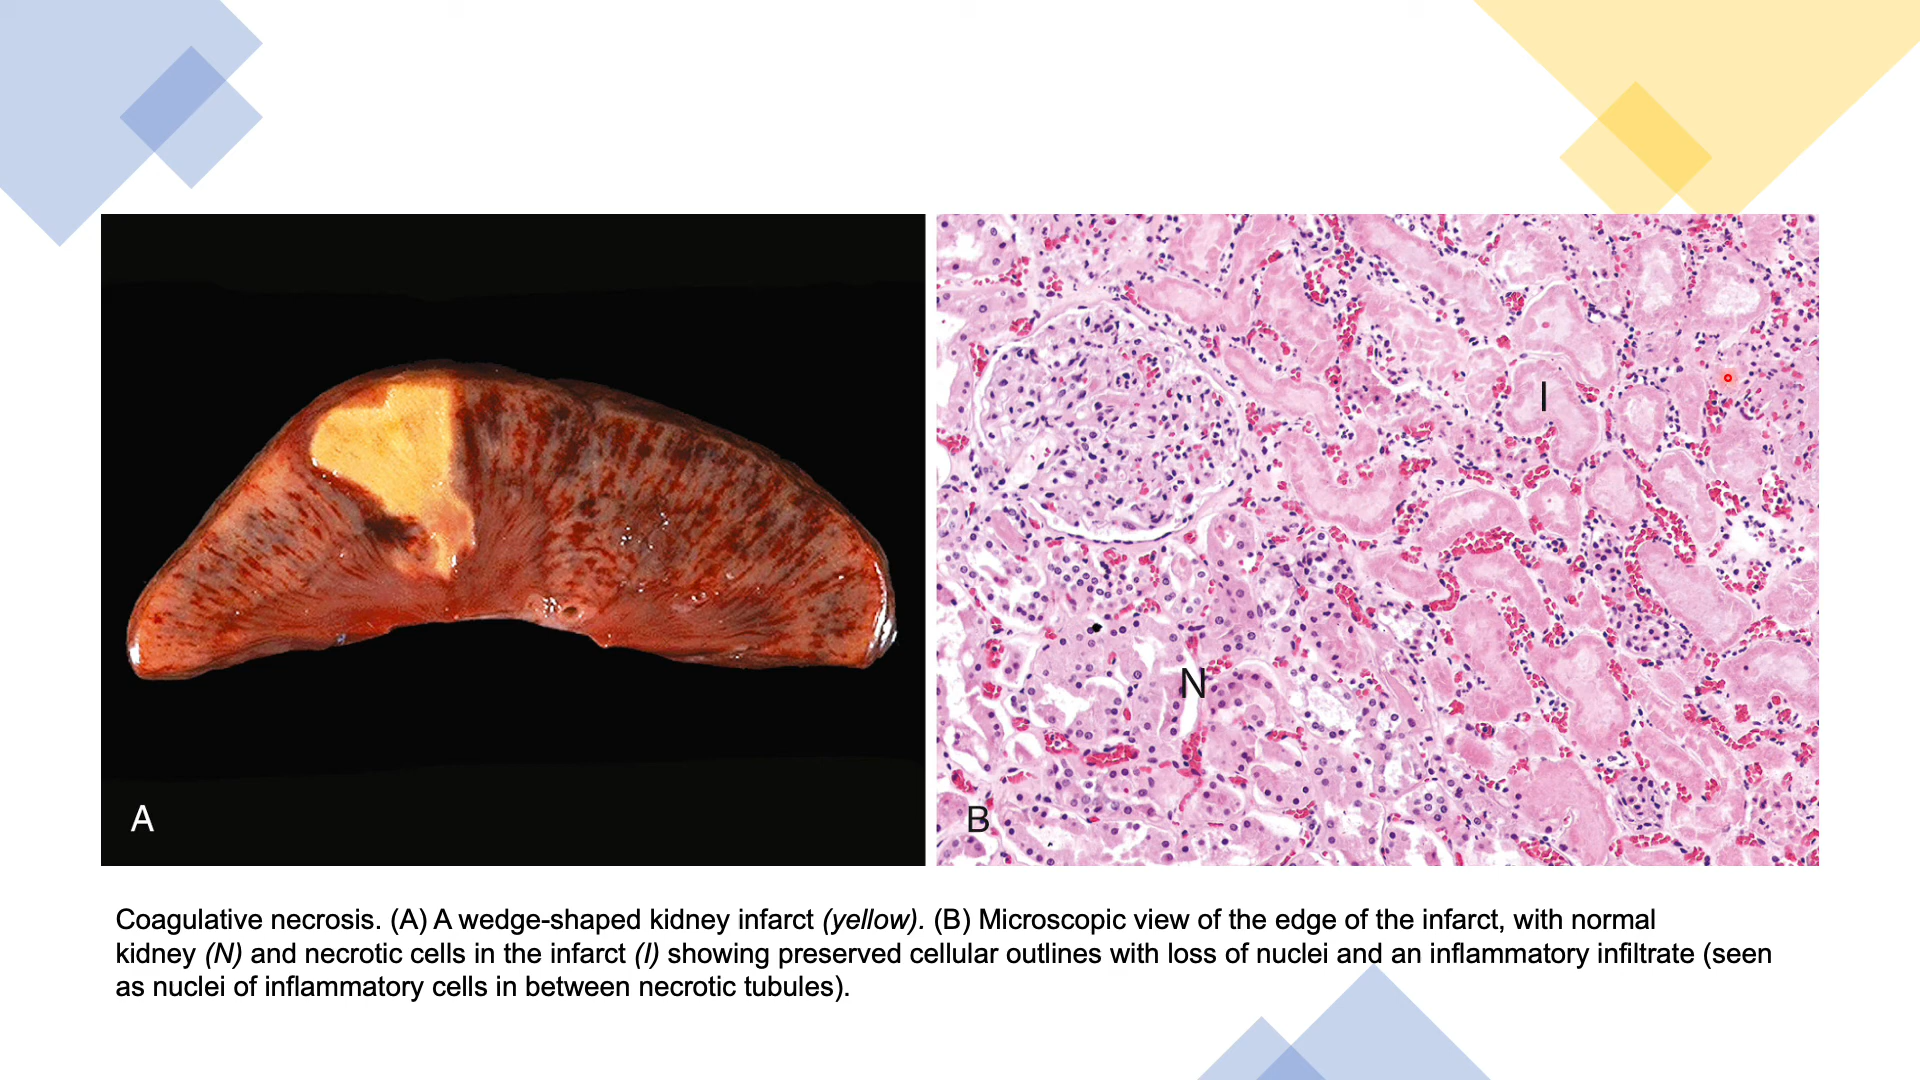 I
N
A
B
Coagulative necrosis. (A) A wedge-shaped kidney infarct (yellow). (B) Microscopic view of the edge of the infarct, with normal
kidney (N) and necrotic cells in the infarct (I) showing preserved cellular outlines with loss of nuclei and an inflammatory infiltrate (seen
as nuclei of inflammatory cells in between necrotic tubules).